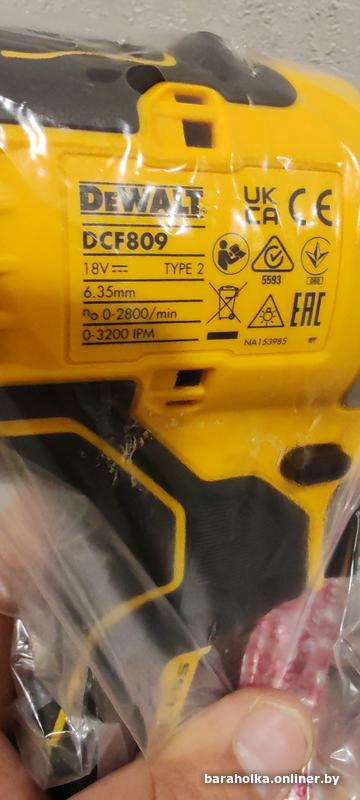 DEWALT
UK
CA CE
DCF809
18V⎓ TYPE 2
5593
6.35mm
n₀ 0-2800/min
EAC
0-3200 IPM
NA153985
baraholka.onliner.by